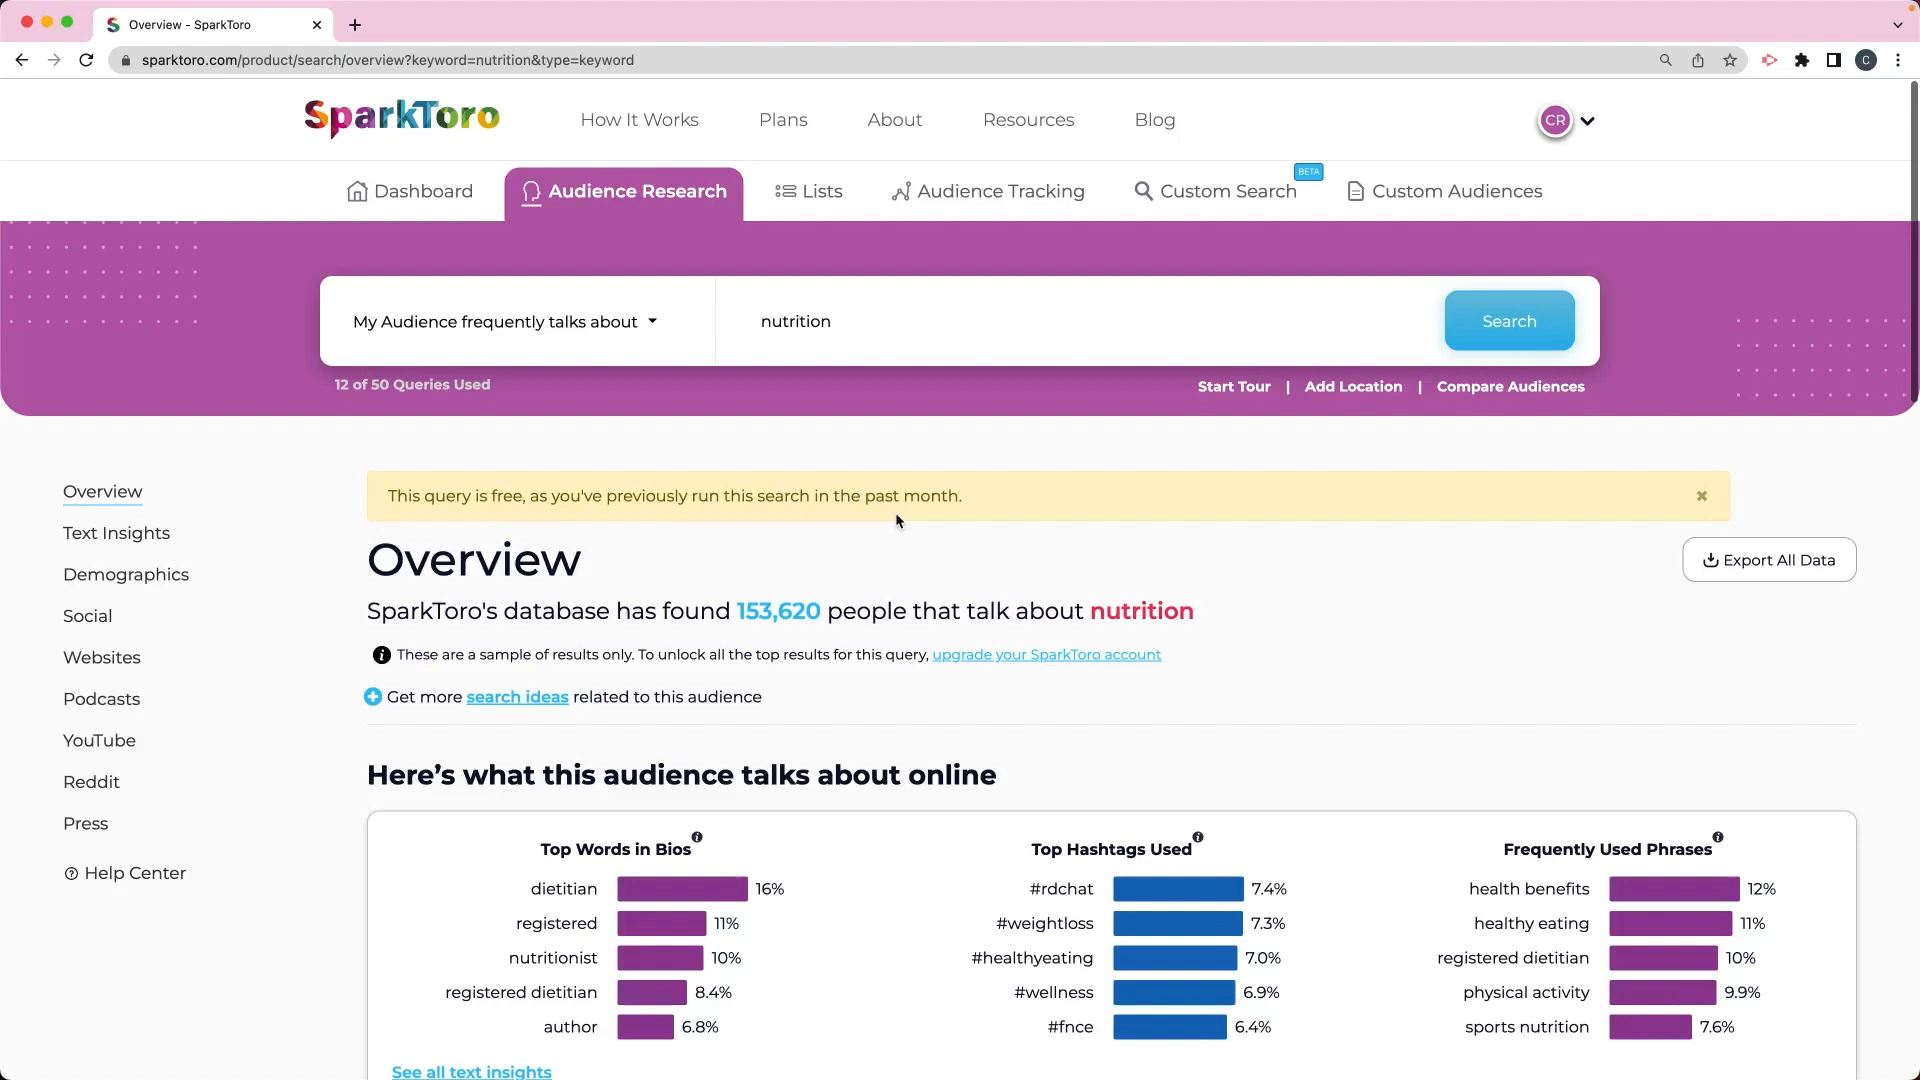 Overview - SparkToro
sparktoro.com/product/search/overview?keyword=nutrition&type=keyword
C
SparkToro
How It Works
Plans
About
Resources
Blog
CR
Dashboard
Audience Research
Lists
Audience Tracking
Custom Search
BETA
Custom Audiences
My Audience frequently talks about
nutrition
Search
12 of 50 Queries Used
Start Tour | Add Location | Compare Audiences
Overview
Text Insights
Demographics
Social
Websites
Podcasts
YouTube
Reddit
Press
Help Center
This query is free, as you've previously run this search in the past month.
Overview
Export All Data
SparkToro's database has found 153,620 people that talk about nutrition
These are a sample of results only. To unlock all the top results for this query, upgrade your SparkToro account
Get more search ideas related to this audience
Here’s what this audience talks about online
Top Words in Bios
dietitian 16%
registered 11%
nutritionist 10%
registered dietitian 8.4%
author 6.8%
Top Hashtags Used
#rdchat 7.4%
#weightloss 7.3%
#healthyeating 7.0%
#wellness 6.9%
#fnce 6.4%
Frequently Used Phrases
health benefits 12%
healthy eating 11%
registered dietitian 10%
physical activity 9.9%
sports nutrition 7.6%
See all text insights